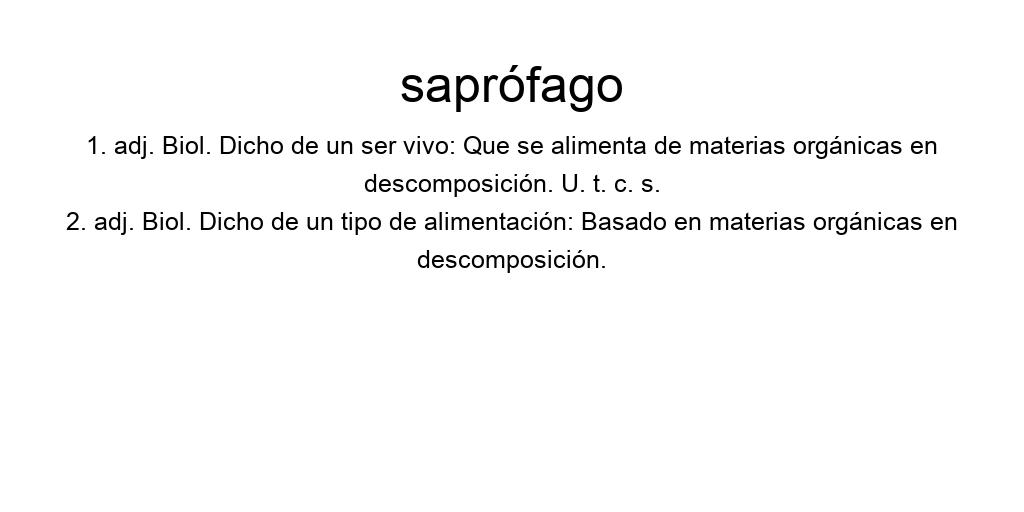 saprófago
1. adj. Biol. Dicho de un ser vivo: Que se alimenta de materias orgánicas en
descomposición. U. t. c. s.
2. adj. Biol. Dicho de un tipo de alimentación: Basado en materias orgánicas en
descomposición.